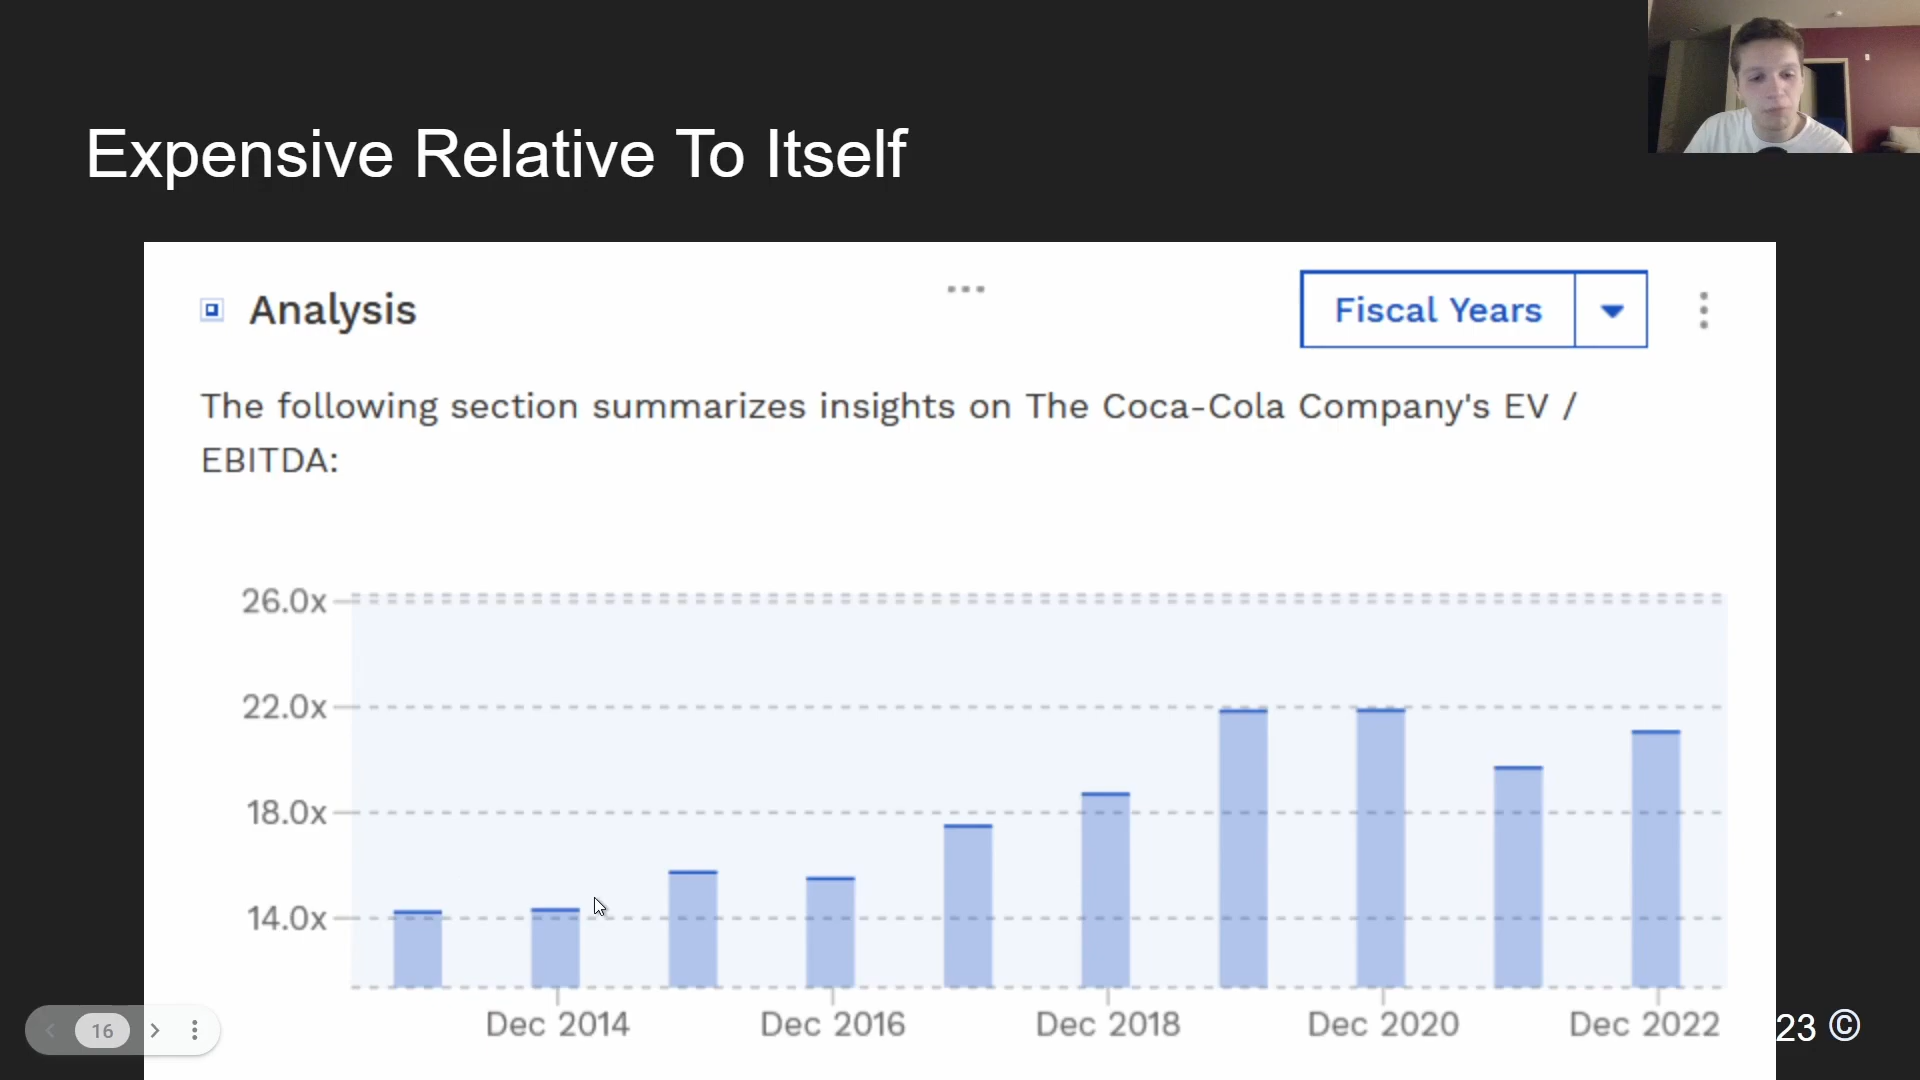 Expensive Relative To Itself
Analysis
Fiscal Years
The following section summarizes insights on The Coca-Cola Company's EV /
EBITDA:
26.0x
22.0x
18.0x
14.0x
Dec 2014
Dec 2016
Dec 2018
Dec 2020
Dec 2022
16
23 ©